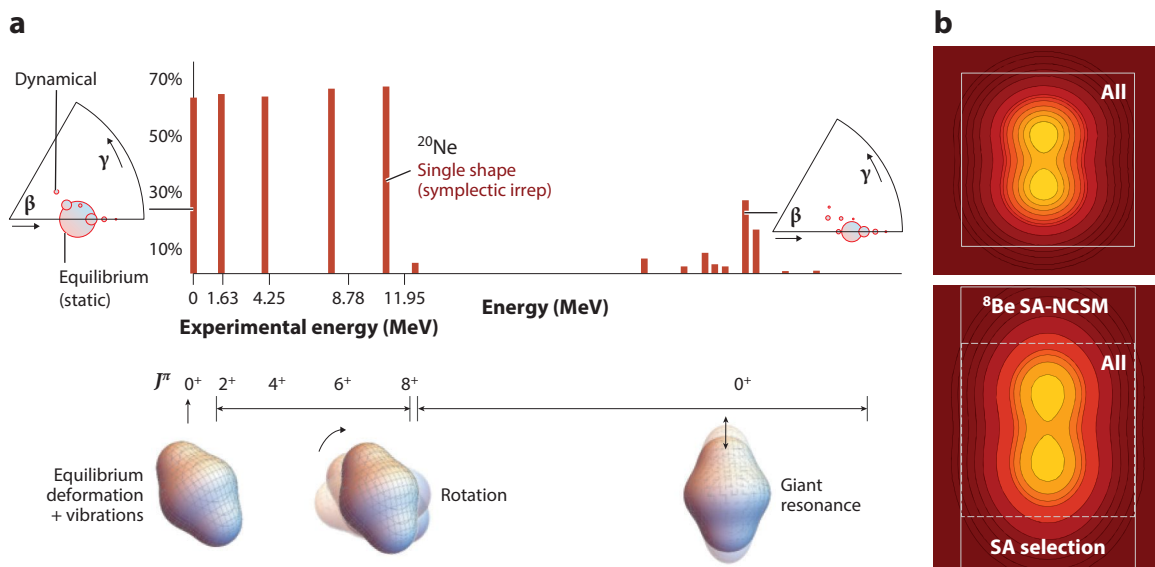 a
b
Dynamical
γ
β
Equilibrium
(static)
70%
50%
30%
10%
²⁰Ne
Single shape
(symplectic irrep)
γ
β
0
1.63
4.25
8.78
11.95
Experimental energy (MeV)
Energy (MeV)
Jπ
0⁺
2⁺
4⁺
6⁺
8⁺
0⁺
Equilibrium
deformation
+ vibrations
Rotation
Giant
resonance
All
⁸Be SA-NCSM
All
SA selection